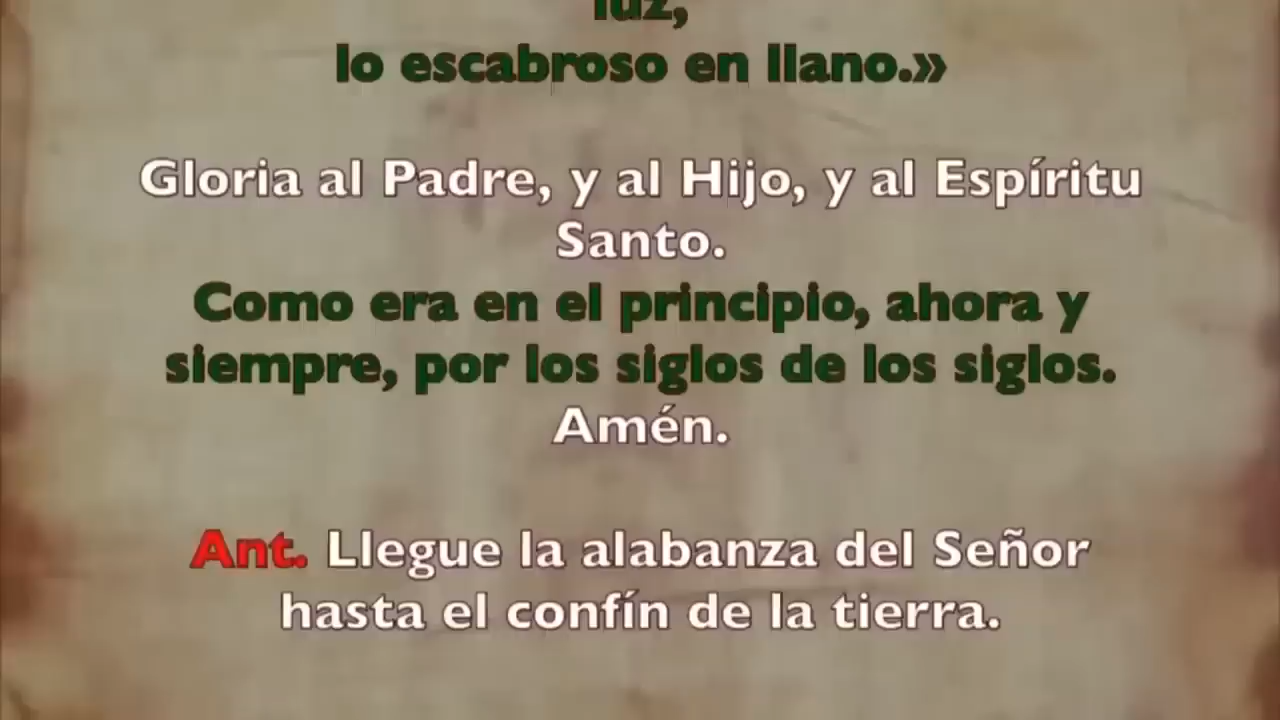 luz,
lo escabroso en llano.»
Gloria al Padre, y al Hijo, y al Espíritu
Santo.
Como era en el principio, ahora y
siempre, por los siglos de los siglos.
Amén.
Ant. Llegue la alabanza del Señor
hasta el confín de la tierra.